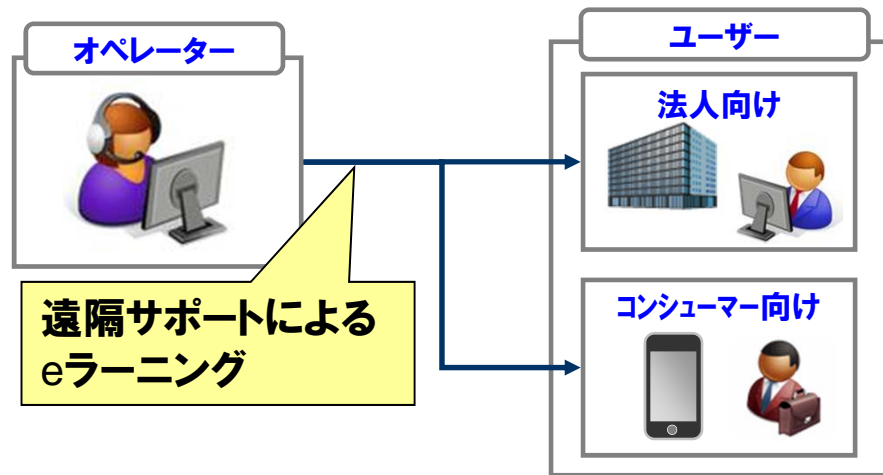 オペレーター
ユーザー
法人向け
コンシューマー向け
遠隔サポートによる
eラーニング